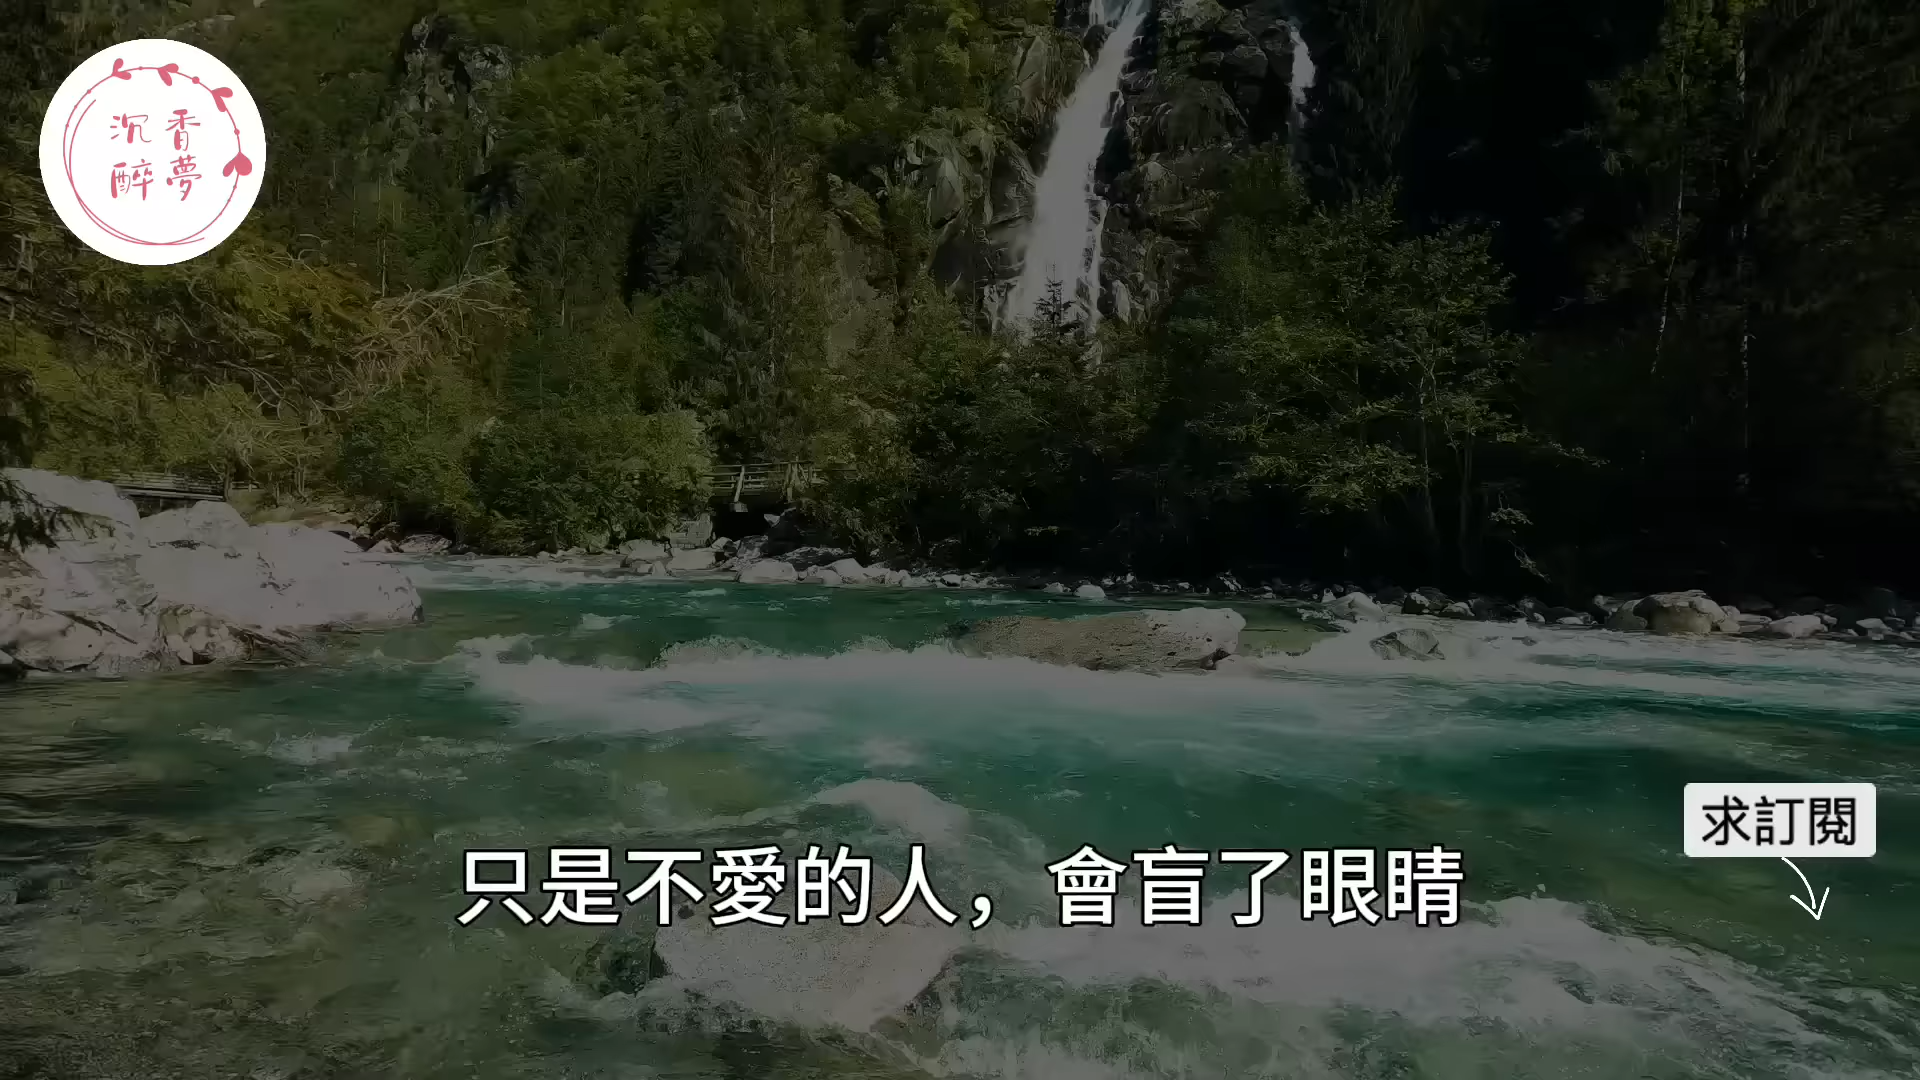 沉香
醉夢
求訂閱
只是不愛的人，會盲了眼睛